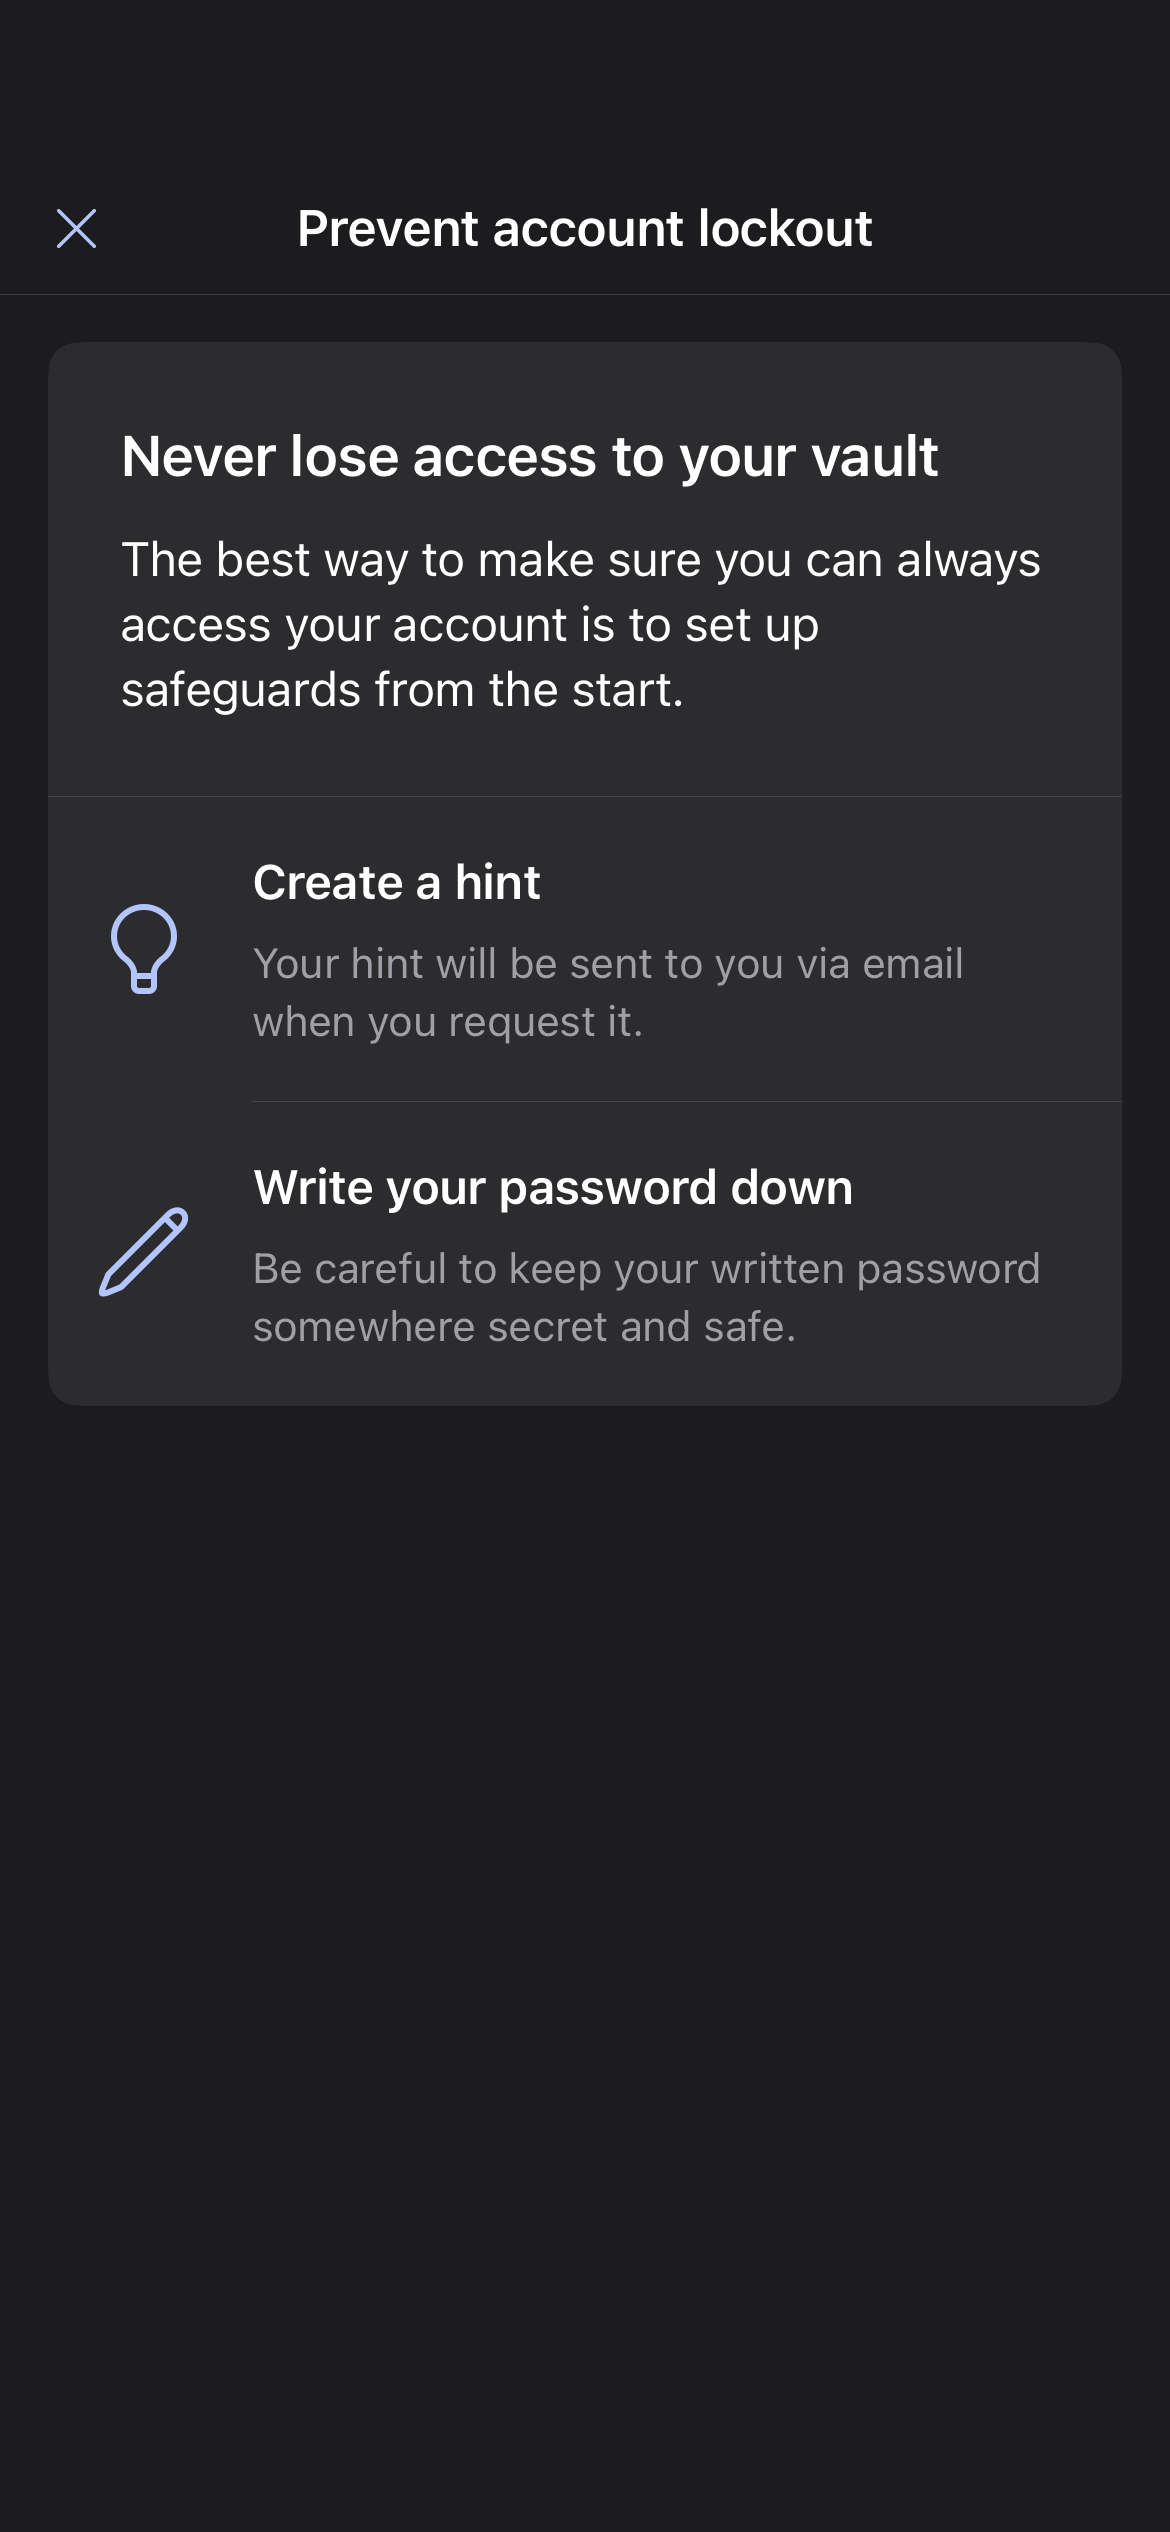 Prevent account lockout
Never lose access to your vault
The best way to make sure you can always
access your account is to set up
safeguards from the start.
Create a hint
Your hint will be sent to you via email
when you request it.
Write your password down
Be careful to keep your written password
somewhere secret and safe.